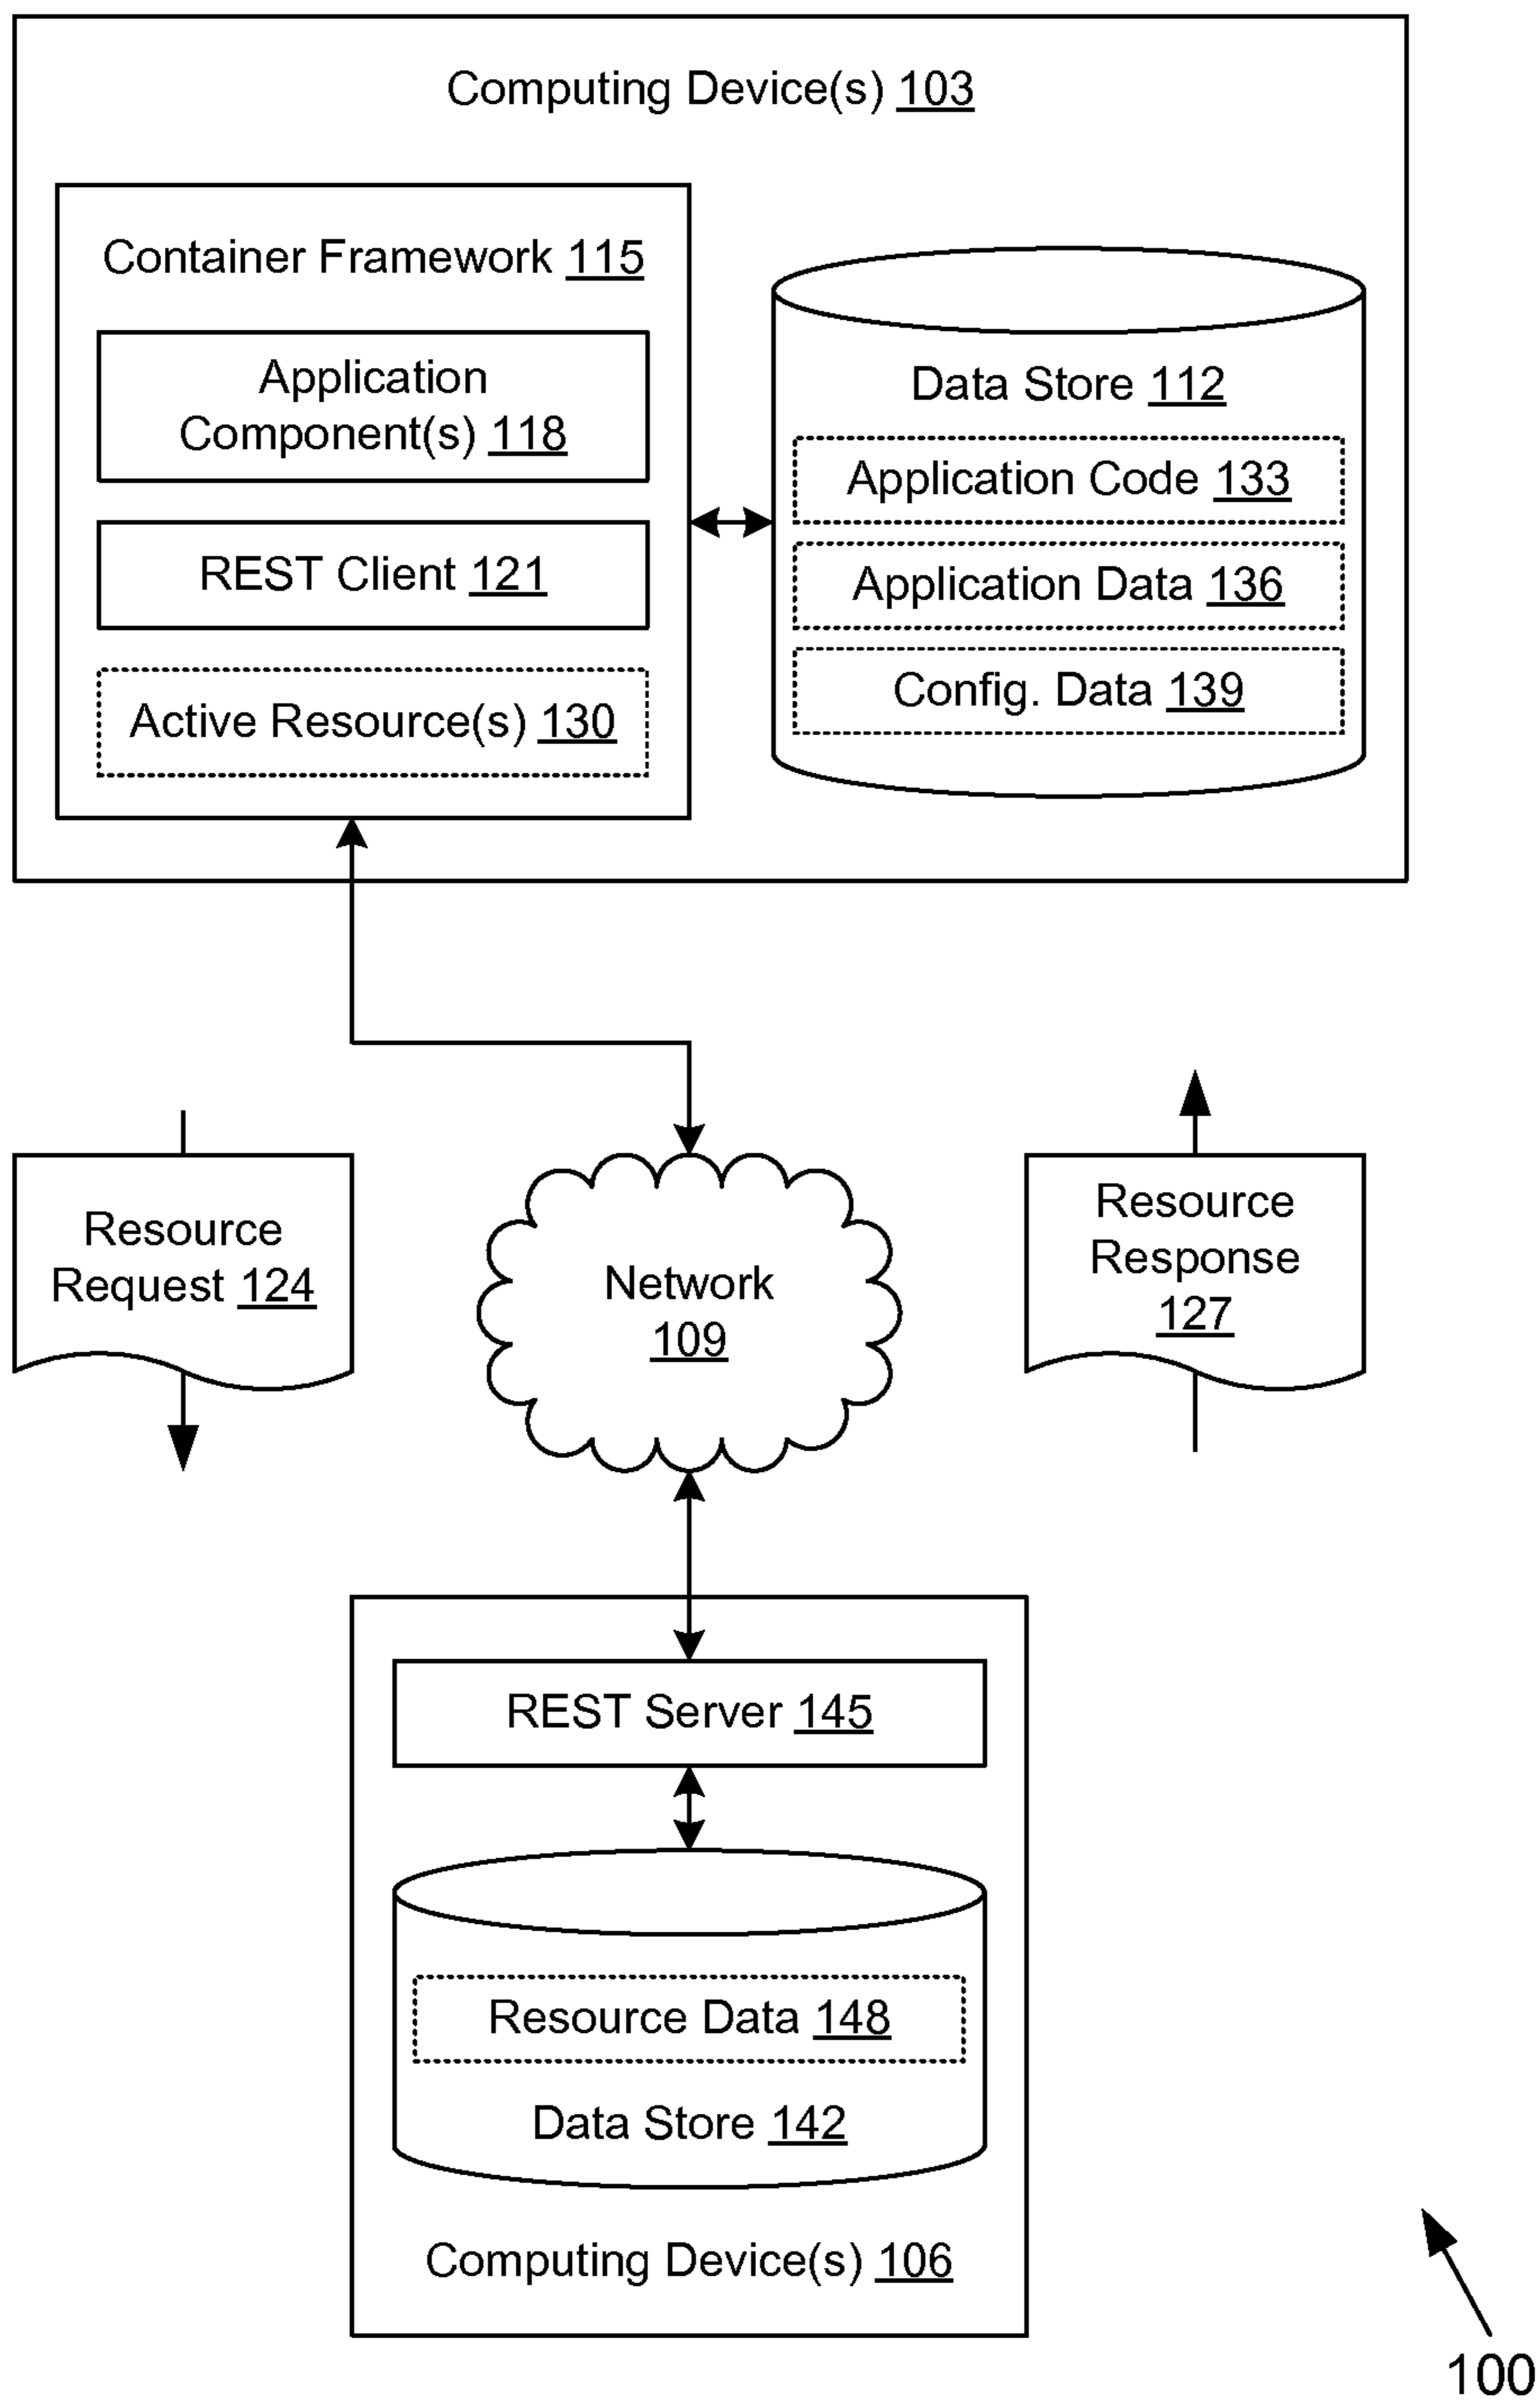 Computing Device(s) 103
Container Framework 115
Application
Component(s) 118
REST Client 121
Active Resource(s) 130
Data Store 112
Application Code 133
Application Data 136
Config. Data 139
Resource
Request 124
Network
109
Resource
Response
127
REST Server 145
Resource Data 148
Data Store 142
Computing Device(s) 106
100